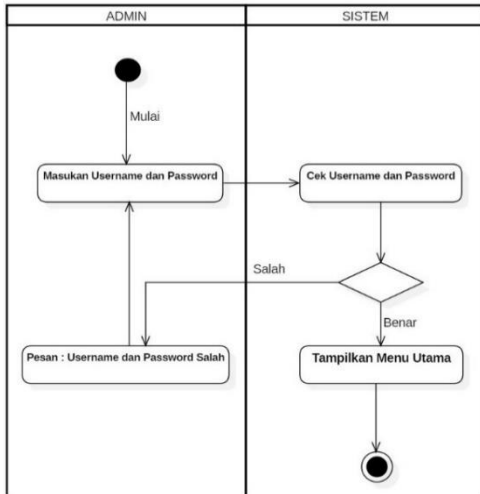 ADMIN
SISTEM
Mulai
Masukan Username dan Password
Cek Username dan Password
Salah
Benar
Pesan : Username dan Password Salah
Tampilkan Menu Utama